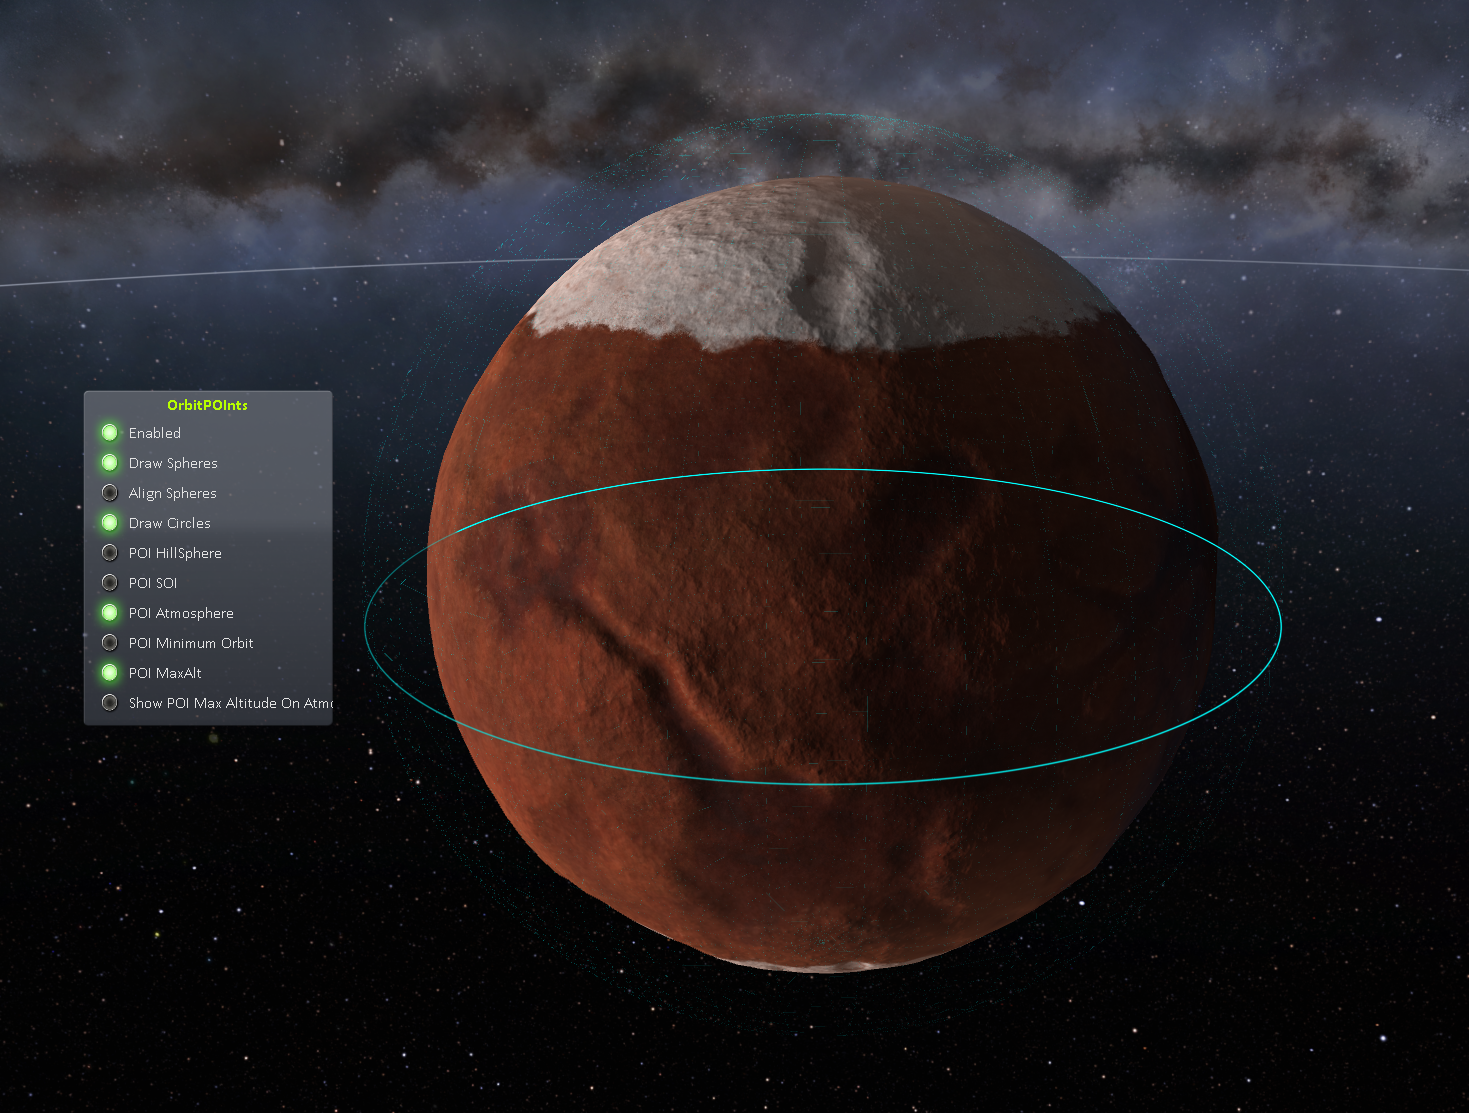 OrbitPOInts
Enabled
Draw Spheres
Align Spheres
Draw Circles
POI HillSphere
POI SOI
POI Atmosphere
POI Minimum Orbit
POI MaxAlt
Show POI Max Altitude On Atm